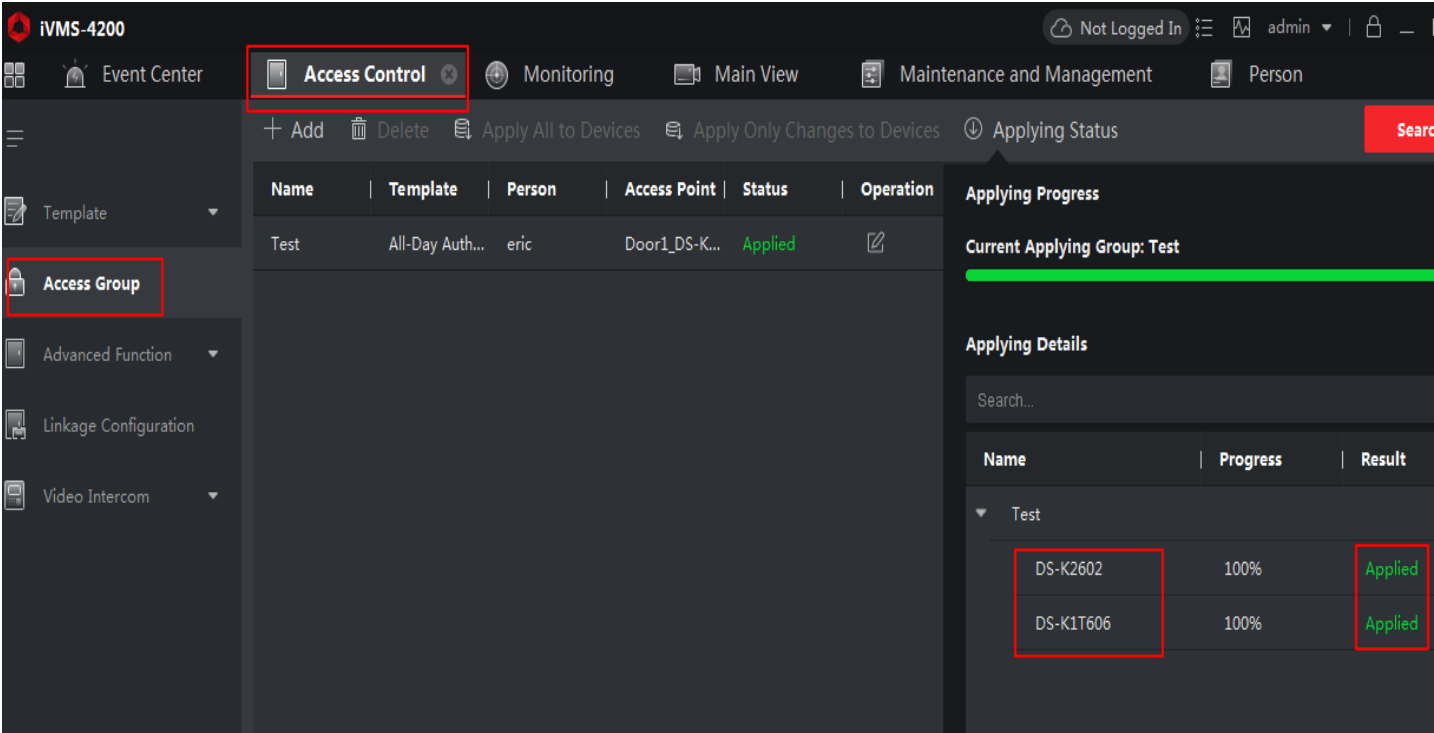 iVMS-4200
Not Logged In admin
Event Center Access Control Monitoring Main View Maintenance and Management Person
Add Delete Apply All to Devices Apply Only Changes to Devices Applying Status Searc
Template
Access Group
Advanced Function
Linkage Configuration
Video Intercom
Name Template Person Access Point Status Operation
Test All-Day Auth... eric Door1_DS-K... Applied
Applying Progress
Current Applying Group: Test
Applying Details
Search...
Name Progress Result
Test
DS-K2602 100% Applied
DS-K1T606 100% Applied